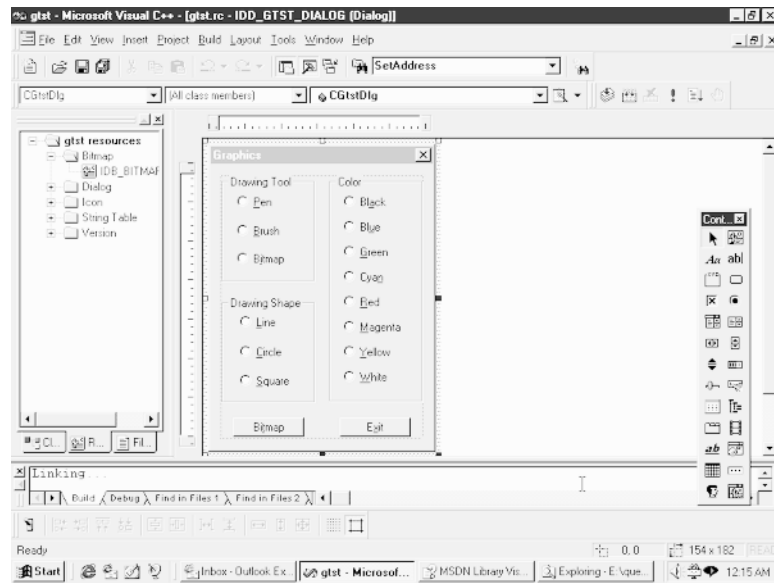 gtst - Microsoft Visual C++ - [gtst.rc - IDD_GTST_DIALOG (Dialog)]
File Edit View Insert Project Build Layout Tools Window Help
SetAddress
CGtstDlg (All class members) CGtstDlg
gtst resources
Bitmap
IDB_BITMAP
Dialog
Icon
String Table
Version
Graphics
Drawing Tool
Pen
Brush
Bitmap
Drawing Shape
Line
Circle
Square
Color
Black
Blue
Green
Cyan
Red
Magenta
Yellow
White
Bitmap Exit
Cont...
Aa ab|
ab
Cl... R... Fil...
Linking...
Build Debug Find in Files 1 Find in Files 2
Ready 0, 0 154 x 182 READ
Start Inbox - Outlook Ex... gtst - Microsof... MSDN Library Vis... Exploring - E:\que... 12:15 AM